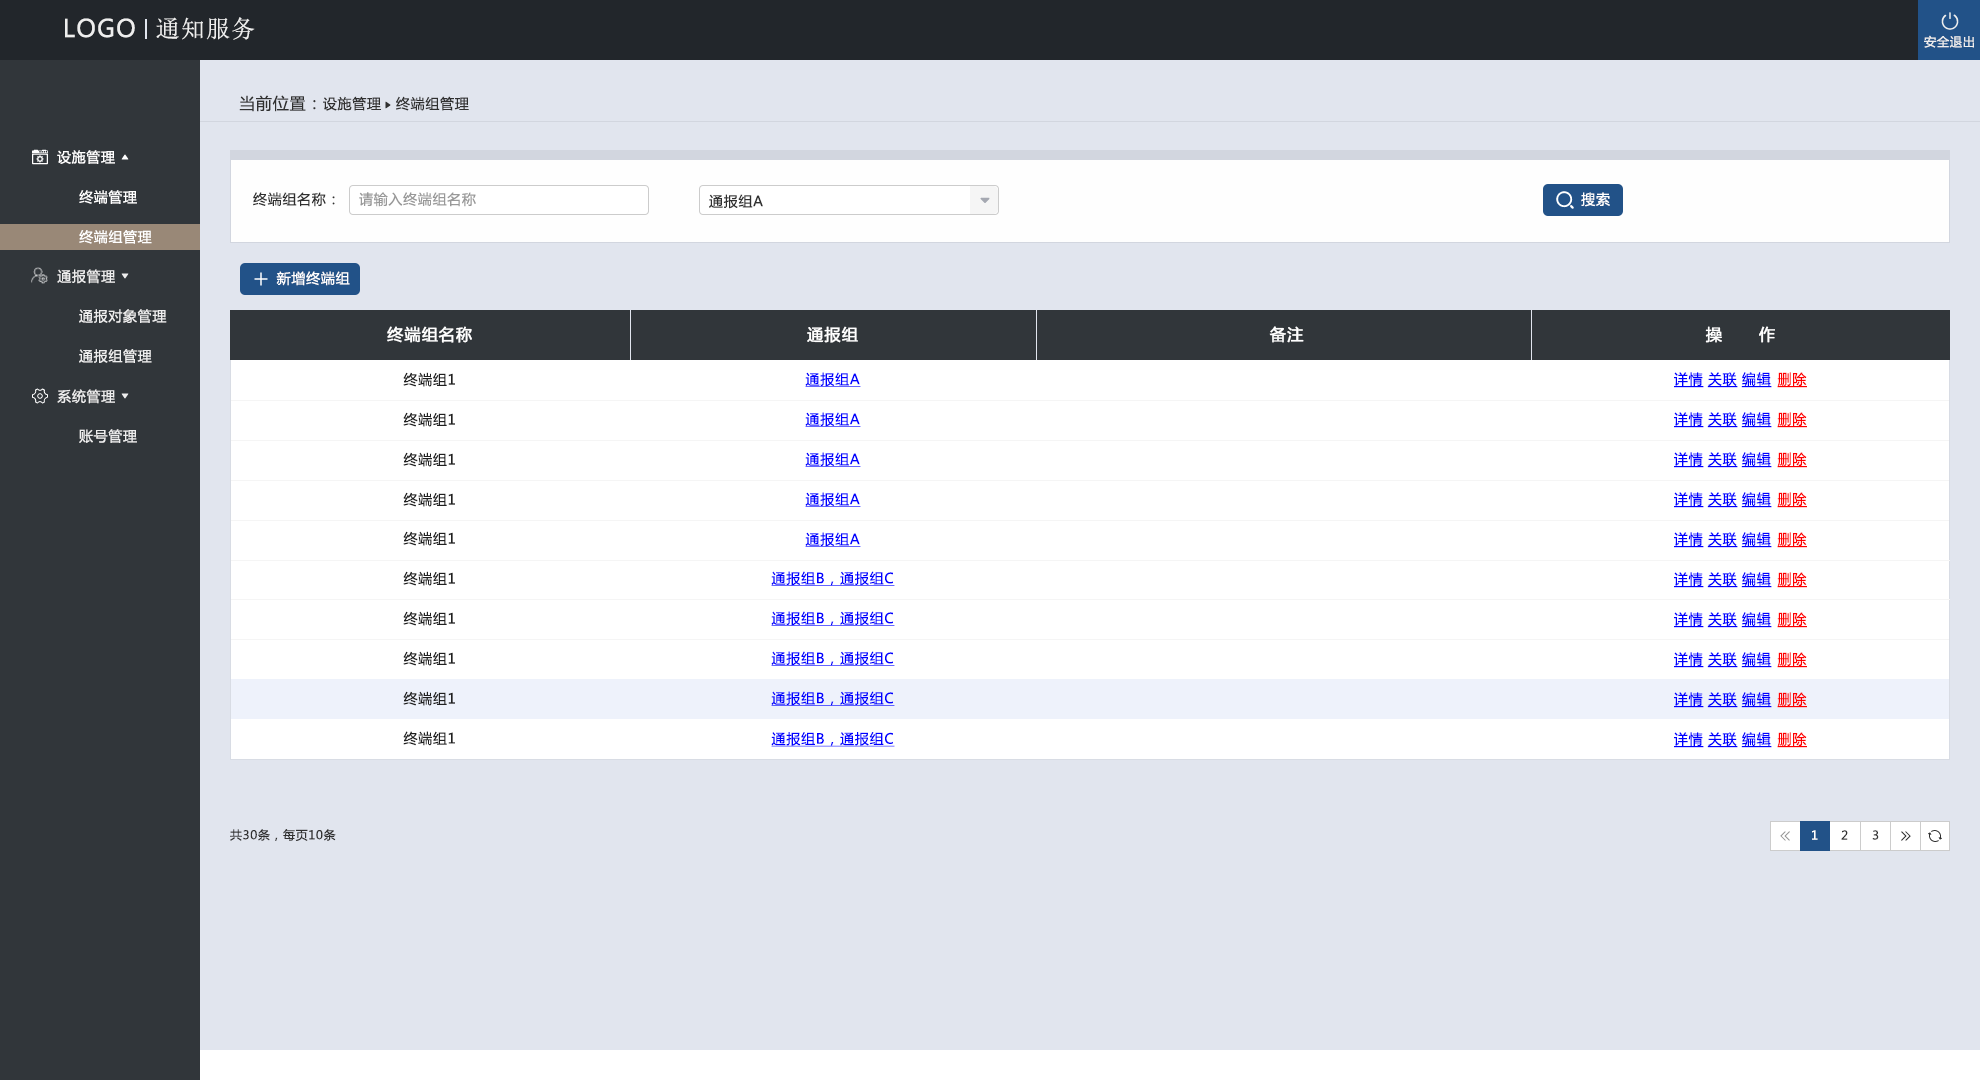 LOGO | 通知服务
安全退出
当前位置：设施管理 ▸ 终端组管理
设施管理
终端管理
终端组管理
通报管理
通报对象管理
通报组管理
系统管理
账号管理
终端组名称： 请输入终端组名称 通报组A 搜索
新增终端组
终端组名称 通报组 备注 操 作
终端组1 通报组A 详情 关联 编辑 删除
终端组1 通报组A 详情 关联 编辑 删除
终端组1 通报组A 详情 关联 编辑 删除
终端组1 通报组A 详情 关联 编辑 删除
终端组1 通报组A 详情 关联 编辑 删除
终端组1 通报组B，通报组C 详情 关联 编辑 删除
终端组1 通报组B，通报组C 详情 关联 编辑 删除
终端组1 通报组B，通报组C 详情 关联 编辑 删除
终端组1 通报组B，通报组C 详情 关联 编辑 删除
终端组1 通报组B，通报组C 详情 关联 编辑 删除
共30条，每页10条 1 2 3